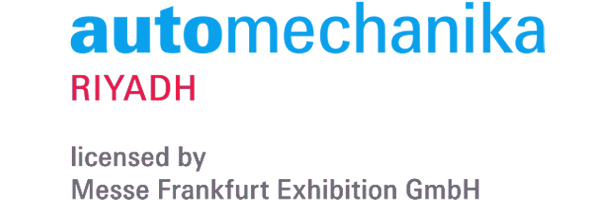 automechanika
RIYADH
licensed by
Messe Frankfurt Exhibition GmbH